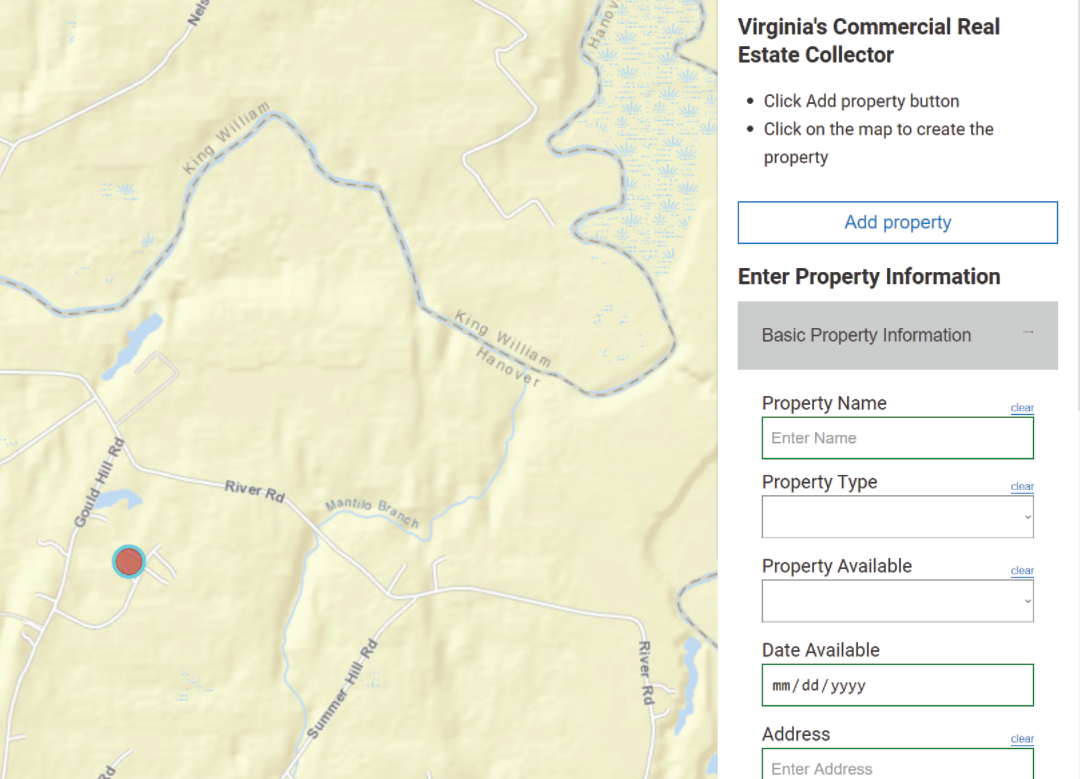 Nels
Hanov
King William
King William
Hanover
Gould Hill Rd
River Rd
Mantilo Branch
Summer Hill Rd
River Rd
Rd
Virginia's Commercial Real
Estate Collector
Click Add property button
Click on the map to create the
property
Add property
Enter Property Information
Basic Property Information
Property Name
clear
Enter Name
Property Type
clear
Property Available
clear
Date Available
mm/dd/yyyy
Address
clear
Enter Address